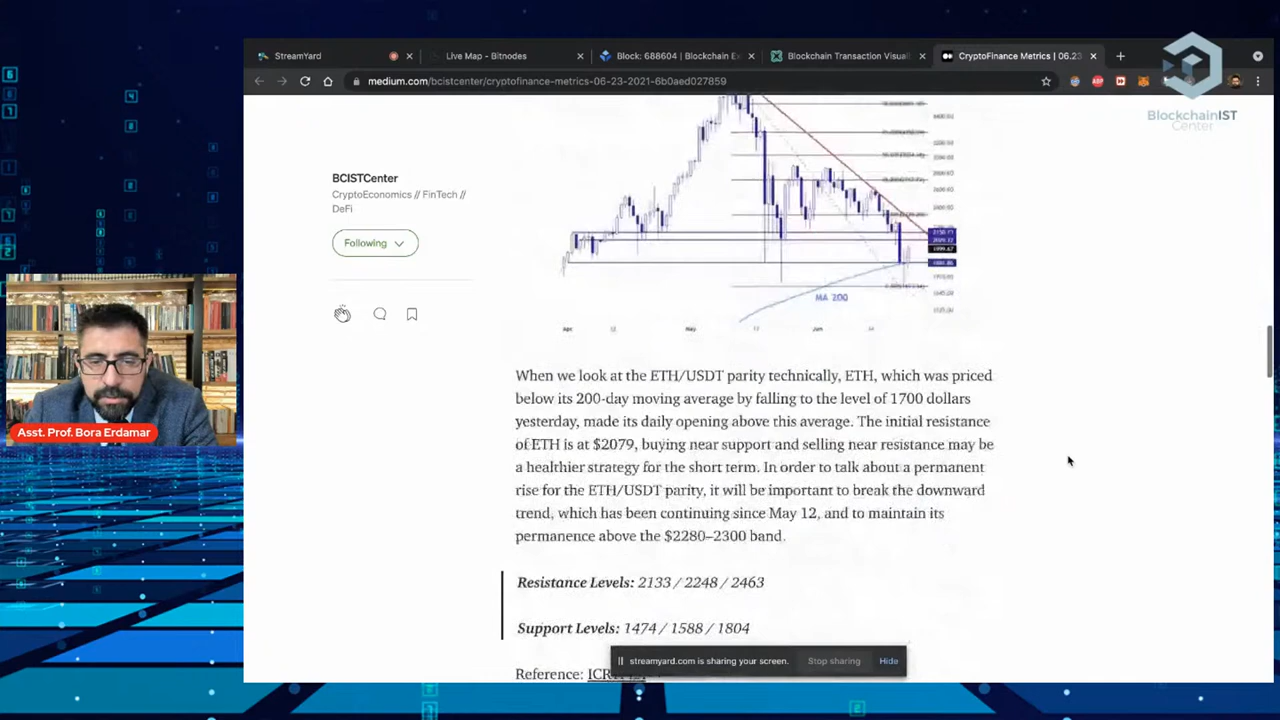 StreamYard
Live Map - Bitnodes
Block: 688604 | Blockchain Ex
Blockchain Transaction Visuali
CryptoFinance Metrics | 06.23
medium.com/bcistcenter/cryptofinance-metrics-06-23-2021-6b0aed027859
BlockchainIST
Center
BCISTCenter
CryptoEconomics // FinTech //
DeFi
Following
MA 200
Apr
12
May
17
Jun
14
When we look at the ETH/USDT parity technically, ETH, which was priced
below its 200-day moving average by falling to the level of 1700 dollars
yesterday, made its daily opening above this average. The initial resistance
of ETH is at $2079, buying near support and selling near resistance may be
a healthier strategy for the short term. In order to talk about a permanent
rise for the ETH/USDT parity, it will be important to break the downward
trend, which has been continuing since May 12, and to maintain its
permanence above the $2280–2300 band.
Resistance Levels: 2133 / 2248 / 2463
Support Levels: 1474 / 1588 / 1804
Reference:
streamyard.com is sharing your screen.
Stop sharing
Hide
Asst. Prof. Bora Erdamar